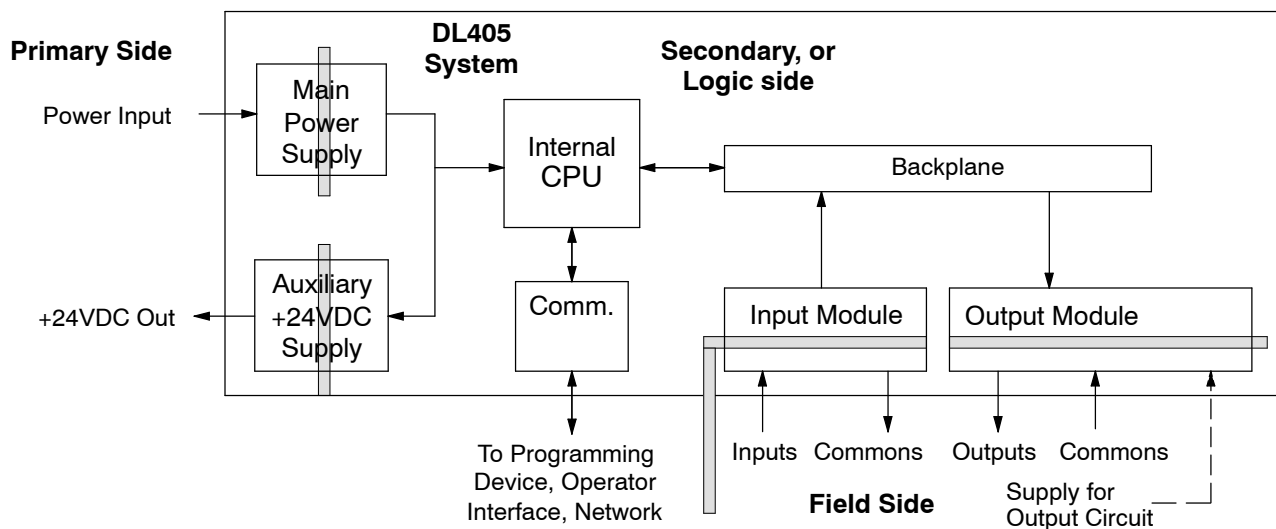 Primary Side
DL405
System
Secondary, or
Logic side
Power Input
Main
Power
Supply
Internal
CPU
Backplane
+24VDC Out
Auxiliary
+24VDC
Supply
Comm.
Input Module
Output Module
To Programming
Device, Operator
Interface, Network
Inputs
Commons
Outputs
Commons
Field Side
Supply for
Output Circuit